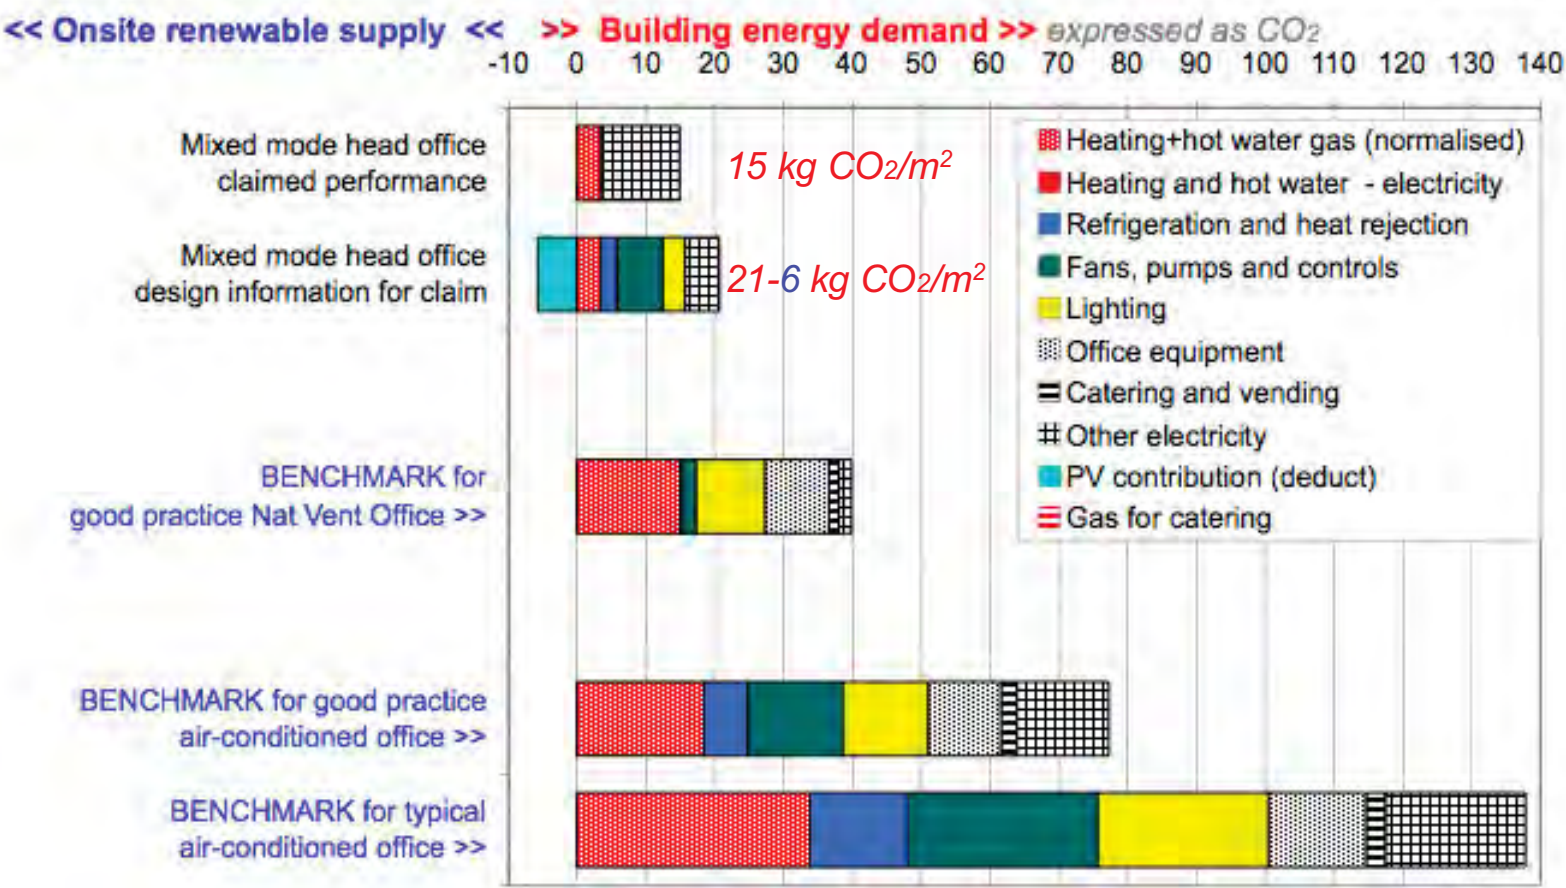 << Onsite renewable supply << >> Building energy demand >> expressed as CO2
-10 0 10 20 30 40 50 60 70 80 90 100 110 120 130 140
Mixed mode head office
claimed performance
15 kg CO2/m²
Mixed mode head office
design information for claim
21-6 kg CO2/m²
BENCHMARK for
good practice Nat Vent Office >>
BENCHMARK for good practice
air-conditioned office >>
BENCHMARK for typical
air-conditioned office >>
Heating+hot water gas (normalised)
Heating and hot water - electricity
Refrigeration and heat rejection
Fans, pumps and controls
Lighting
Office equipment
Catering and vending
Other electricity
PV contribution (deduct)
Gas for catering